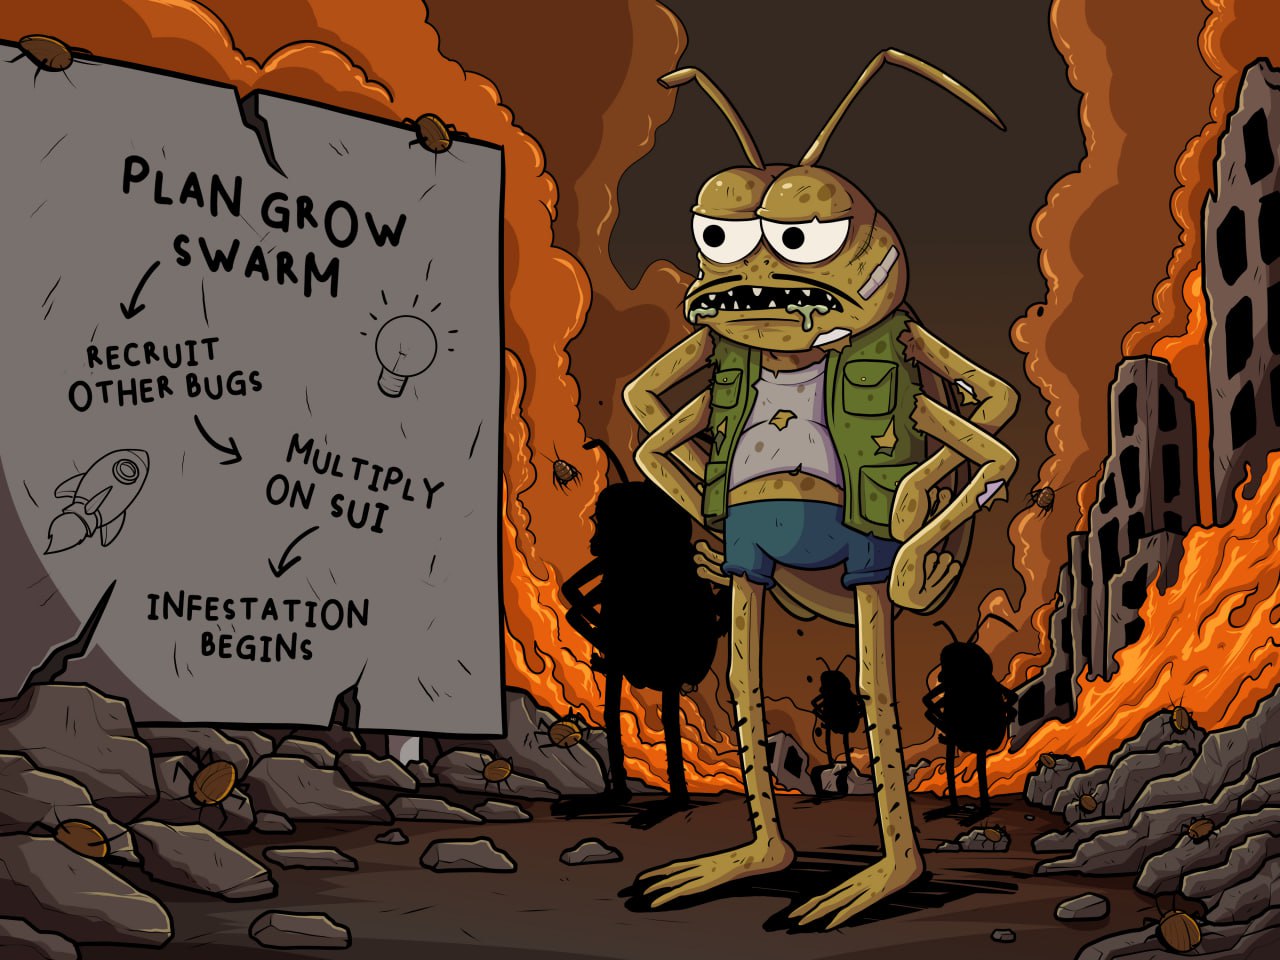 PLAN GROW
SWARM
RECRUIT
OTHER BUGS
MULTIPLY
ON SUI
INFESTATION
BEGINS